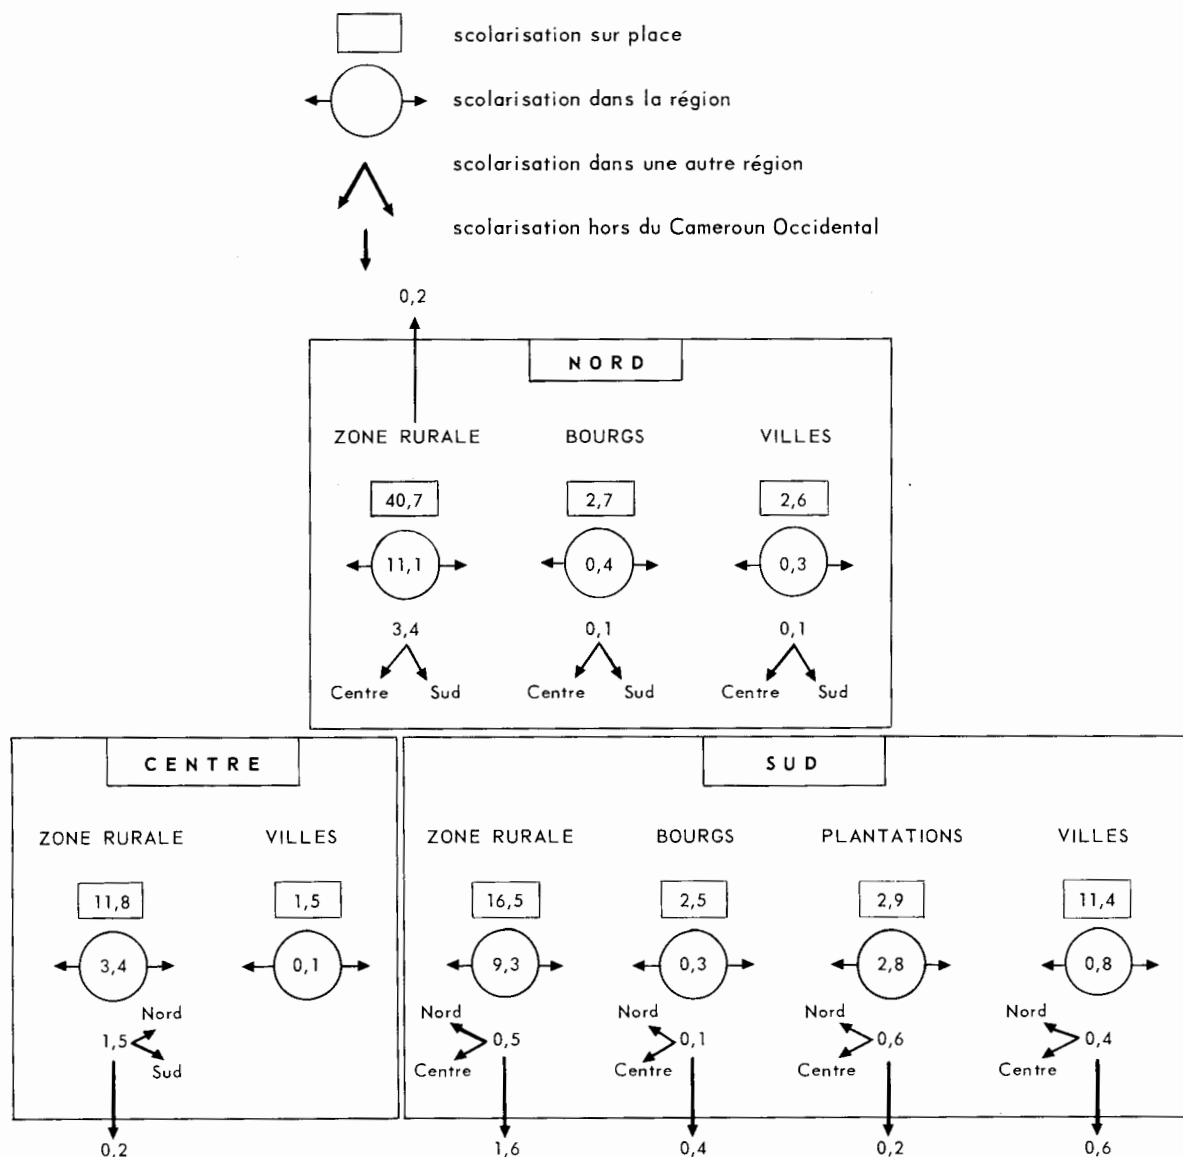 scolarisation sur place
scolarisation dans la région
scolarisation dans une autre région
scolarisation hors du Cameroun Occidental
0,2
NORD
ZONE RURALE BOURGS VILLES
40,7 2,7 2,6
11,1 0,4 0,3
3,4 0,1 0,1
Centre Sud Centre Sud Centre Sud
CENTRE SUD
ZONE RURALE VILLES ZONE RURALE BOURGS PLANTATIONS VILLES
11,8 1,5 16,5 2,5 2,9 11,4
3,4 0,1 9,3 0,3 2,8 0,8
Nord Nord Nord Nord Nord
1,5 0,5 0,1 0,6 0,4
Sud Centre Centre Centre Centre
0,2 1,6 0,4 0,2 0,6